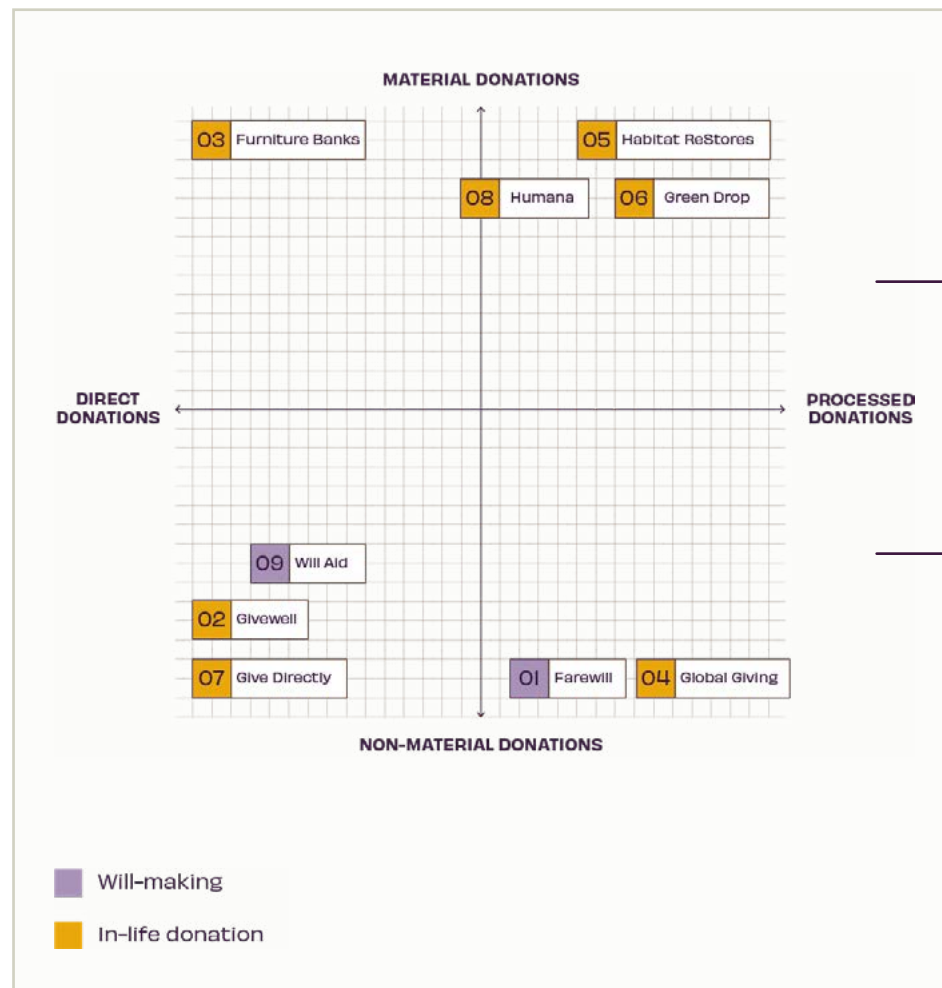 MATERIAL DONATIONS
03 Furniture Banks
05 Habitat ReStores
08 Humana
06 Green Drop
DIRECT
DONATIONS
PROCESSED
DONATIONS
09 Will Aid
02 Givewell
07 Give Directly
01 Farewill
04 Global Giving
NON-MATERIAL DONATIONS
Will-making
In-life donation